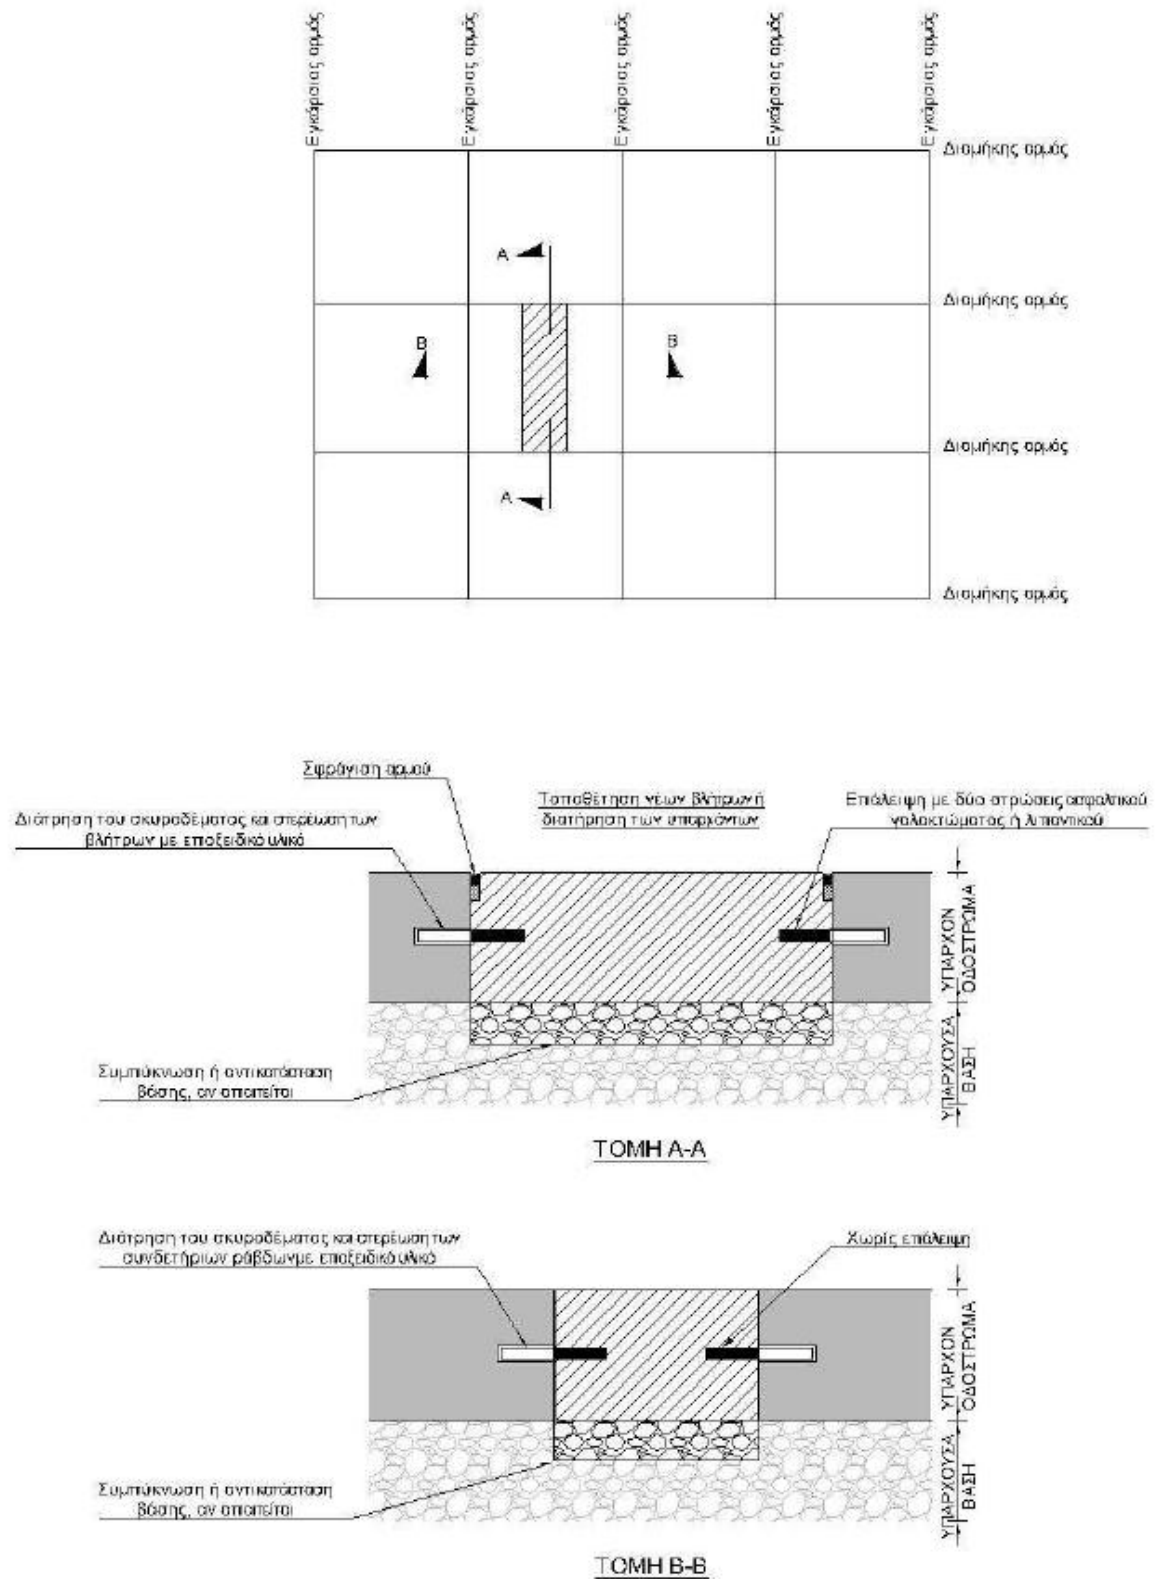 Εγκάρσιος αρμός
Εγκάρσιος αρμός
Εγκάρσιος αρμός
Εγκάρσιος αρμός
Εγκάρσιος αρμός
Διαμήκης αρμός
A
Διαμήκης αρμός
B
B
Διαμήκης αρμός
A
Διαμήκης αρμός
Σφράγιση αρμού
Τοποθέτηση νέων βλήτρων ή
διατήρηση των υπαρχόντων
Επάλειψη με δύο στρώσεις ασφαλτικού
γαλακτώματος ή λιπαντικού
Διάτρηση του σκυροδέματος και στερέωση των
βλήτρων με εποξειδικό υλικό
ΥΠΑΡΧΟΝ
ΟΔΟΣΤΡΩΜΑ
ΥΠΑΡΧΟΥΣΑ
ΒΑΣΗ
Συμπύκνωση ή αντικατάσταση
βάσης, αν απαιτείται
ΤΟΜΗ Α-Α
Διάτρηση του σκυροδέματος και στερέωση των
συνδετήριων ράβδων με εποξειδικό υλικό
Χωρίς επάλειψη
ΥΠΑΡΧΟΝ
ΟΔΟΣΤΡΩΜΑ
ΥΠΑΡΧΟΥΣΑ
ΒΑΣΗ
Συμπύκνωση ή αντικατάσταση
βάσης, αν απαιτείται
ΤΟΜΗ Β-Β